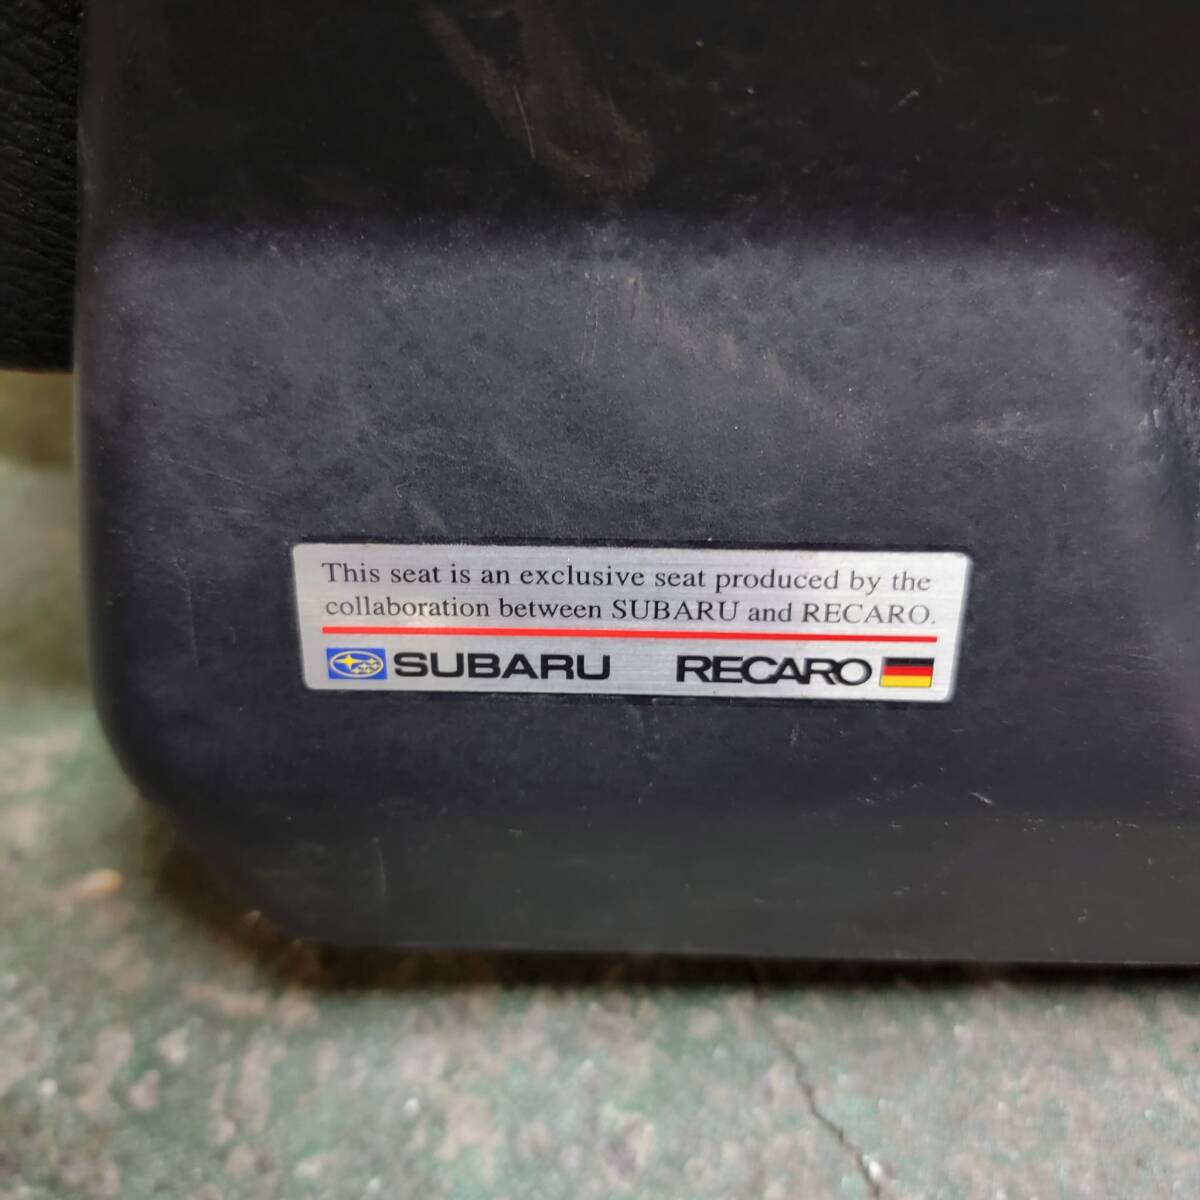 This seat is an exclusive seat produced by the
collaboration between SUBARU and RECARO.
SUBARU RECARO